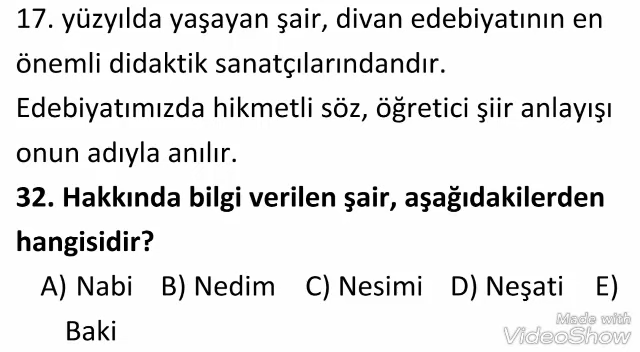 17. yüzyılda yaşayan şair, divan edebiyatının en
önemli didaktik sanatçılarındandır.
Edebiyatımızda hikmetli söz, öğretici şiir anlayışı
onun adıyla anılır.
32. Hakkında bilgi verilen şair, aşağıdakilerden
hangisidir?
A) Nabi B) Nedim C) Nesimi D) Neşati E)
Baki
Made with
VideoShow